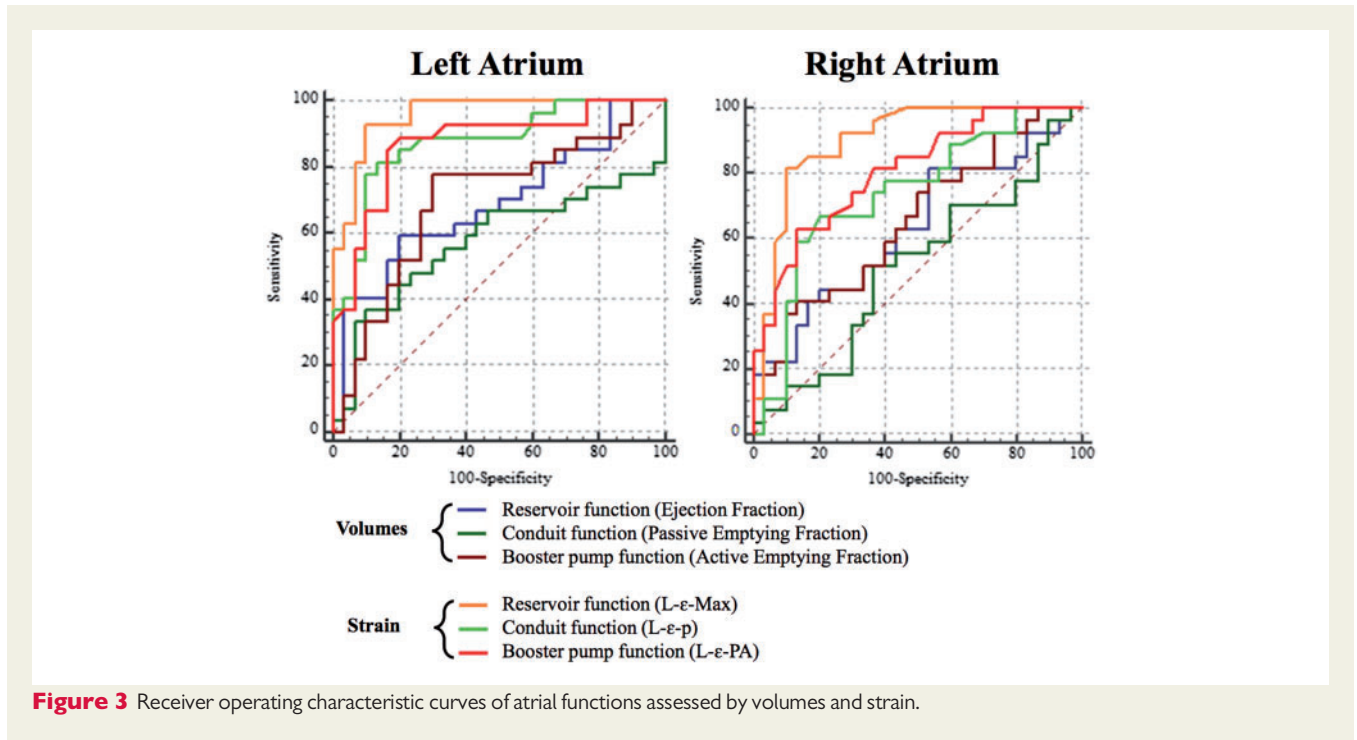 Left Atrium
Right Atrium
100
80
60
40
20
0
Sensitivity
0 20 40 60 80 100
100-Specificity
100
80
60
40
20
0
Sensitivity
0 20 40 60 80 100
100-Specificity
Volumes
Reservoir function (Ejection Fraction)
Conduit function (Passive Emptying Fraction)
Booster pump function (Active Emptying Fraction)
Strain
Reservoir function (L-ε-Max)
Conduit function (L-ε-p)
Booster pump function (L-ε-PA)
Figure 3 Receiver operating characteristic curves of atrial functions assessed by volumes and strain.